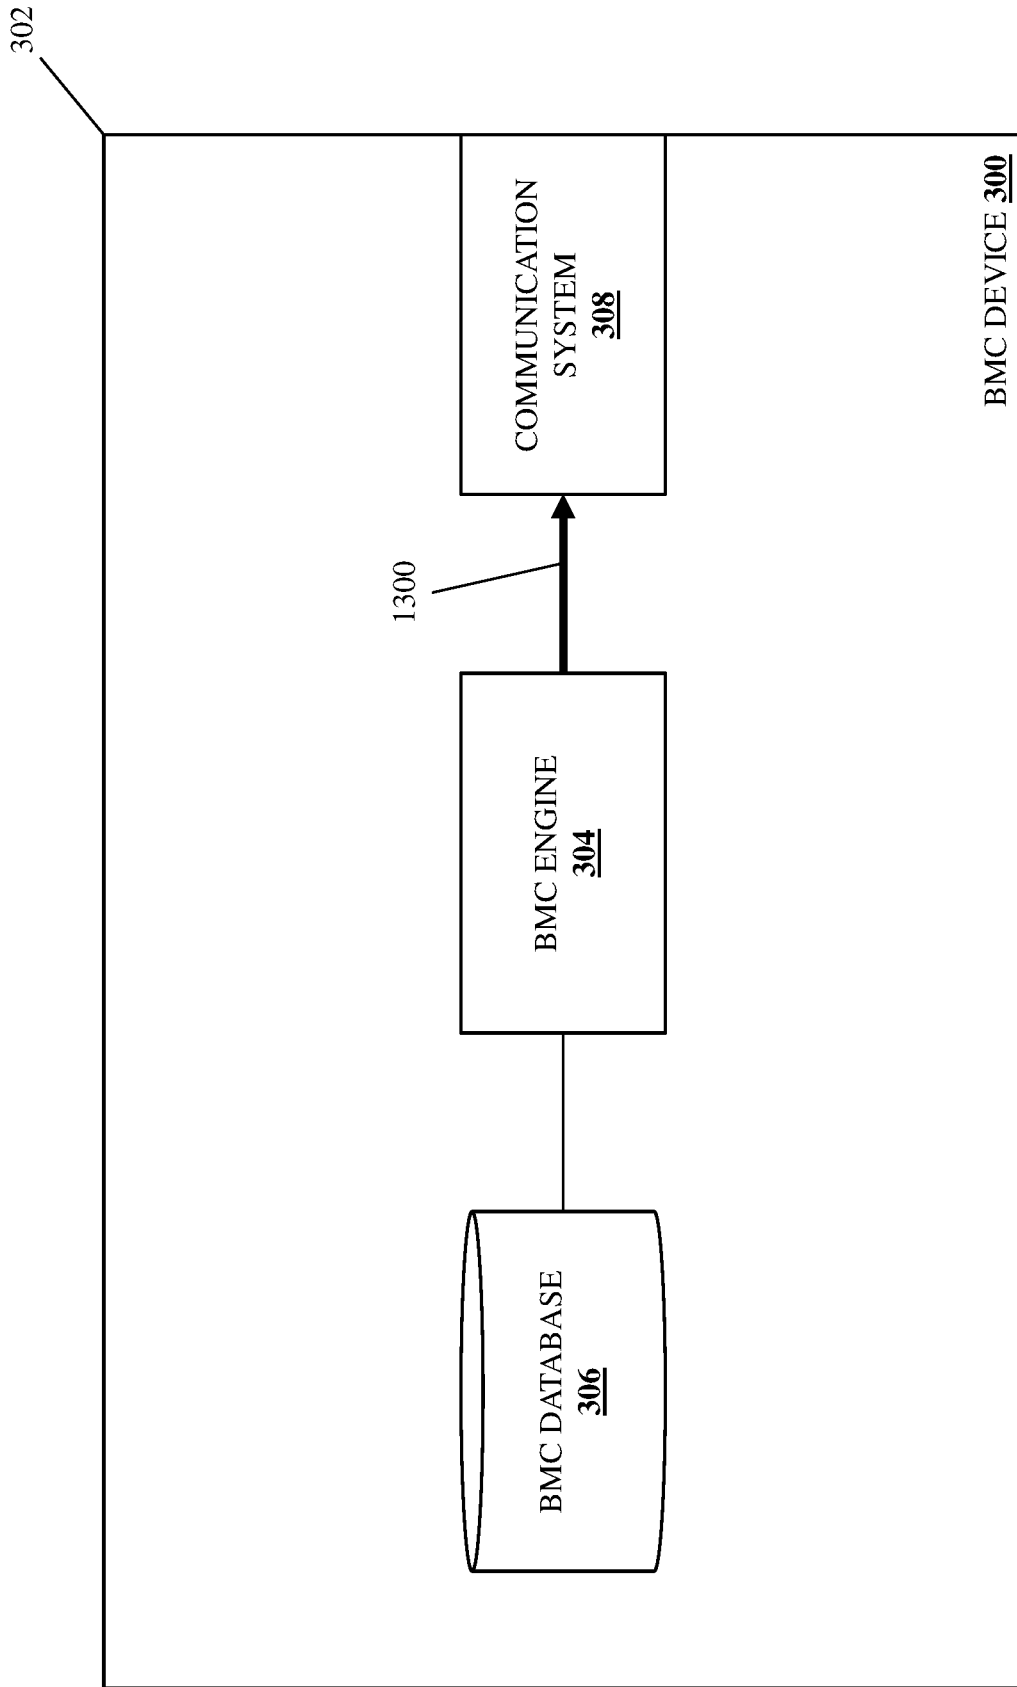 302
1300
BMC DATABASE
306
BMC ENGINE
304
COMMUNICATION
SYSTEM
308
BMC DEVICE 300